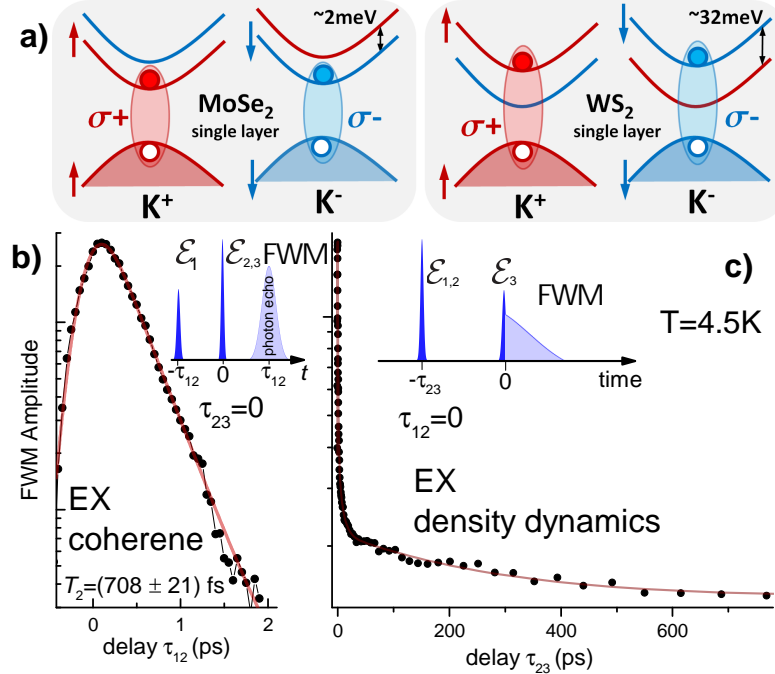 a)
~2meV
~32meV
σ+
MoSe2
single layer
σ-
σ+
WS2
single layer
σ-
K+
K-
K+
K-
b)
ℰ1
ℰ2,3
FWM
photon echo
-τ12
0
τ12
t
τ23=0
FWM Amplitude
EX
coherene
T2=(708 ± 21) fs
0
1
2
delay τ12 (ps)
c)
ℰ1,2
ℰ3
FWM
T=4.5K
-τ23
0
time
τ12=0
EX
density dynamics
0
200
400
600
delay τ23 (ps)